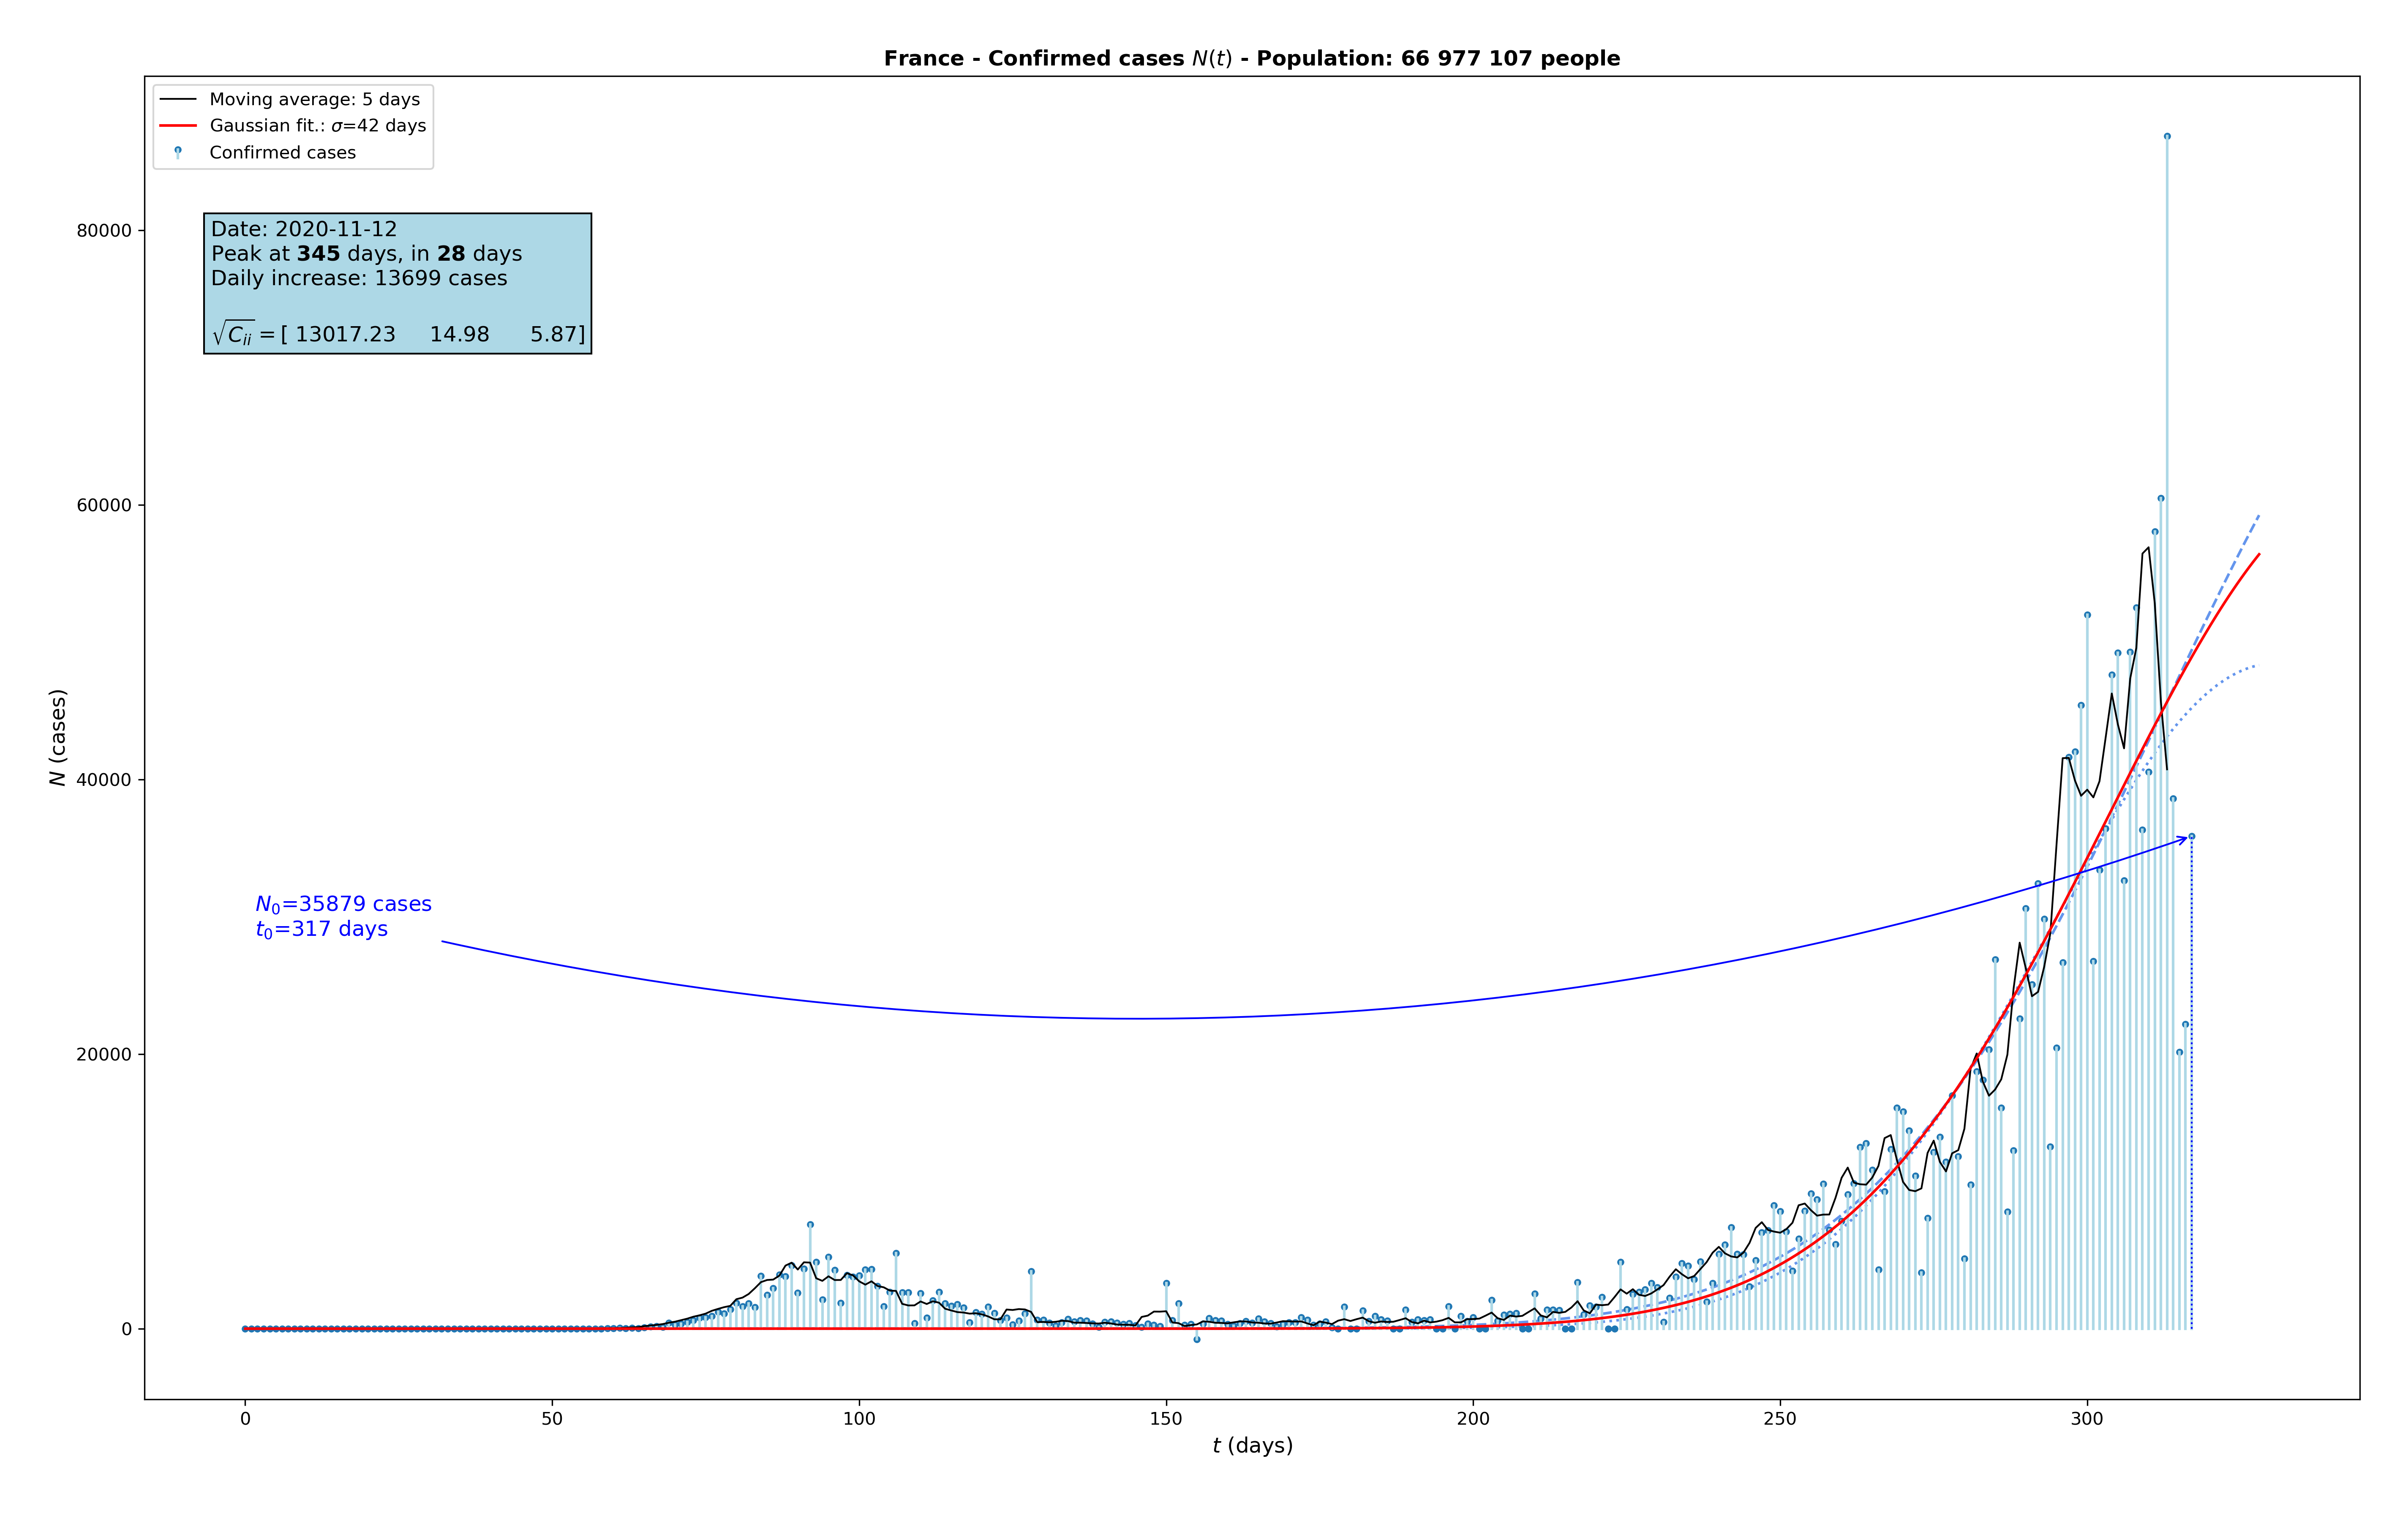 France - Confirmed cases N(t) - Population: 66 977 107 people
Moving average: 5 days
Gaussian fit.: σ=42 days
Confirmed cases
Date: 2020-11-12
Peak at 345 days, in 28 days
Daily increase: 13699 cases
√Cᵢᵢ = [ 13017.23 14.98 5.87]
80000
60000
40000
20000
0
N (cases)
N₀=35879 cases
t₀=317 days
0 50 100 150 200 250 300
t (days)